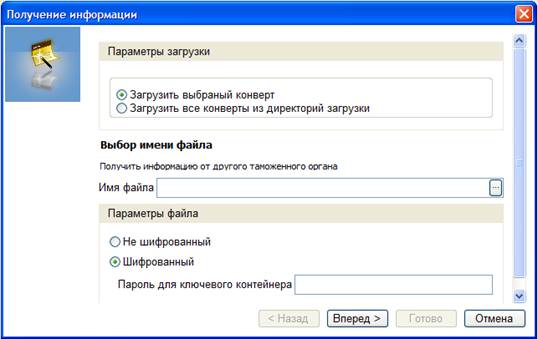 Получение информации
Параметры загрузки
Загрузить выбраный конверт
Загрузить все конверты из директорий загрузки
Выбор имени файла
Получить информацию от другого таможенного органа
Имя файла ...
Параметры файла
Не шифрованный
Шифрованный
Пароль для ключевого контейнера
< Назад Вперед > Готово Отмена